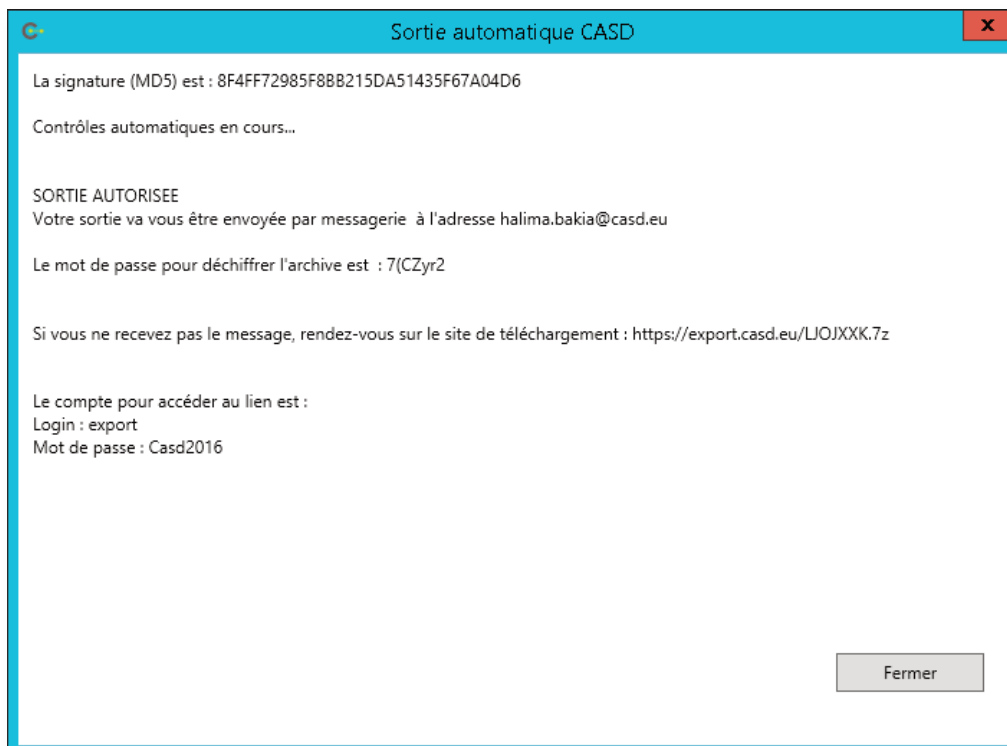 Sortie automatique CASD
x
La signature (MD5) est : 8F4FF72985F8BB215DA51435F67A04D6
Contrôles automatiques en cours...
SORTIE AUTORISEE
Votre sortie va vous être envoyée par messagerie  à l'adresse halima.bakia@casd.eu
Le mot de passe pour déchiffrer l'archive est  : 7(CZyr2
Si vous ne recevez pas le message, rendez-vous sur le site de téléchargement : https://export.casd.eu/LJOJXXK.7z
Le compte pour accéder au lien est :
Login : export
Mot de passe : Casd2016
Fermer